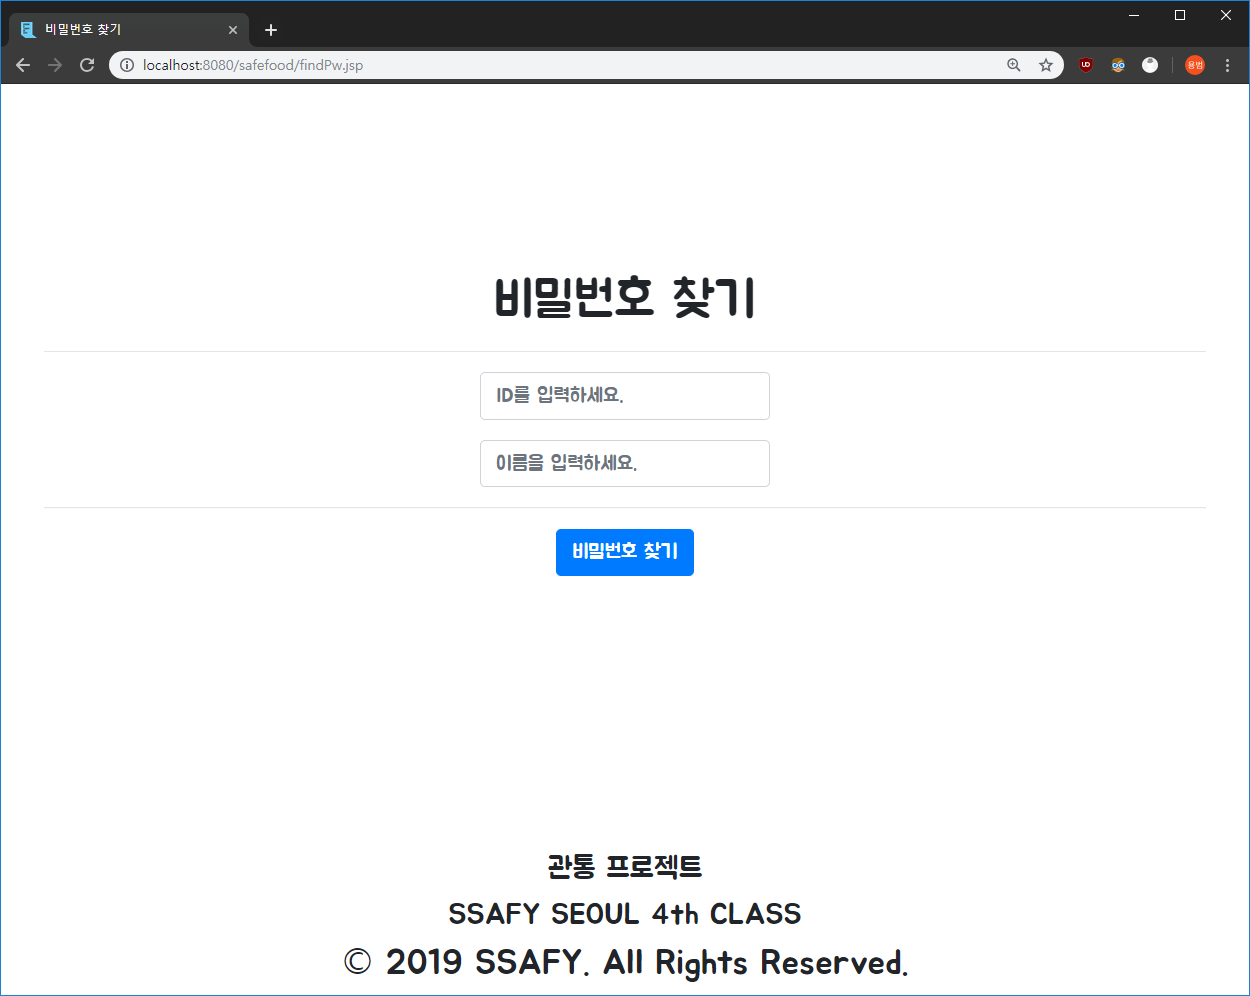 비밀번호 찾기
localhost:8080/safefood/findPw.jsp
용범
비밀번호 찾기
ID를 입력하세요.
이름을 입력하세요.
비밀번호 찾기
관통 프로젝트
SSAFY SEOUL 4th CLASS
© 2019 SSAFY. All Rights Reserved.